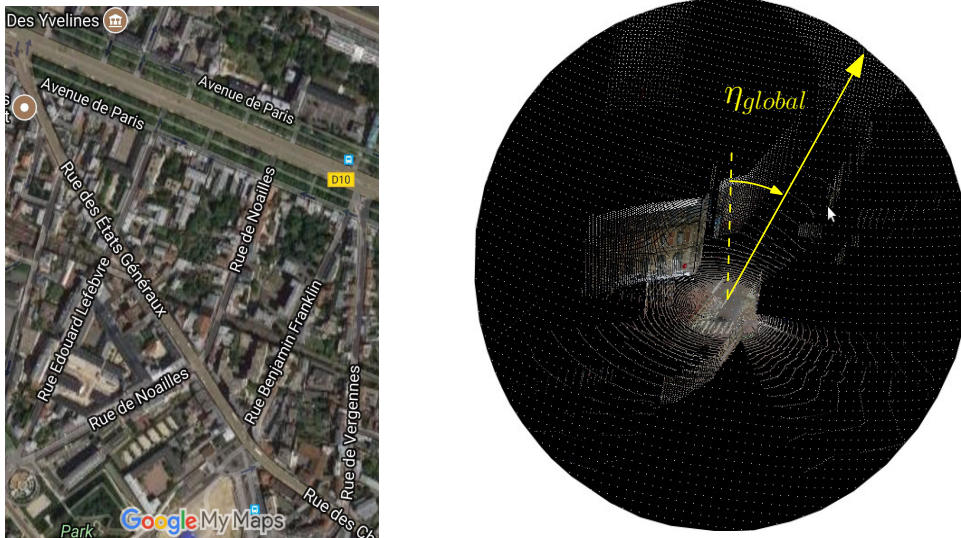 Des Yvelines
Avenue de Paris
Avenue de Paris
D10
Rue de Noailles
Rue des États Généraux
Rue Edouard Lefebvre
Rue Benjamin Franklin
Rue de Noailles
Rue de Vergennes
Rue des Ch
Park
Google My Maps
ηglobal